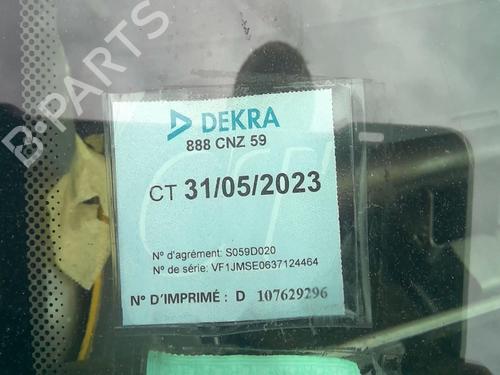 B-PARTS
DEKRA
888 CNZ 59
CT 31/05/2023
N° d'agrément: S059D020
N° de série: VF1JMSE0637124464
N° D'IMPRIMÉ : D 107629296